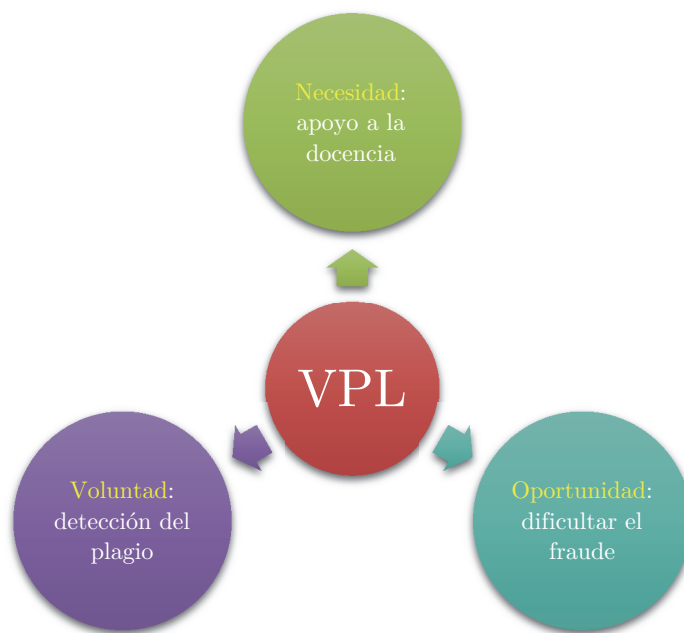 Necesidad:
apoyo a la
docencia
VPL
Voluntad:
detección del
plagio
Oportunidad:
dificultar el
fraude